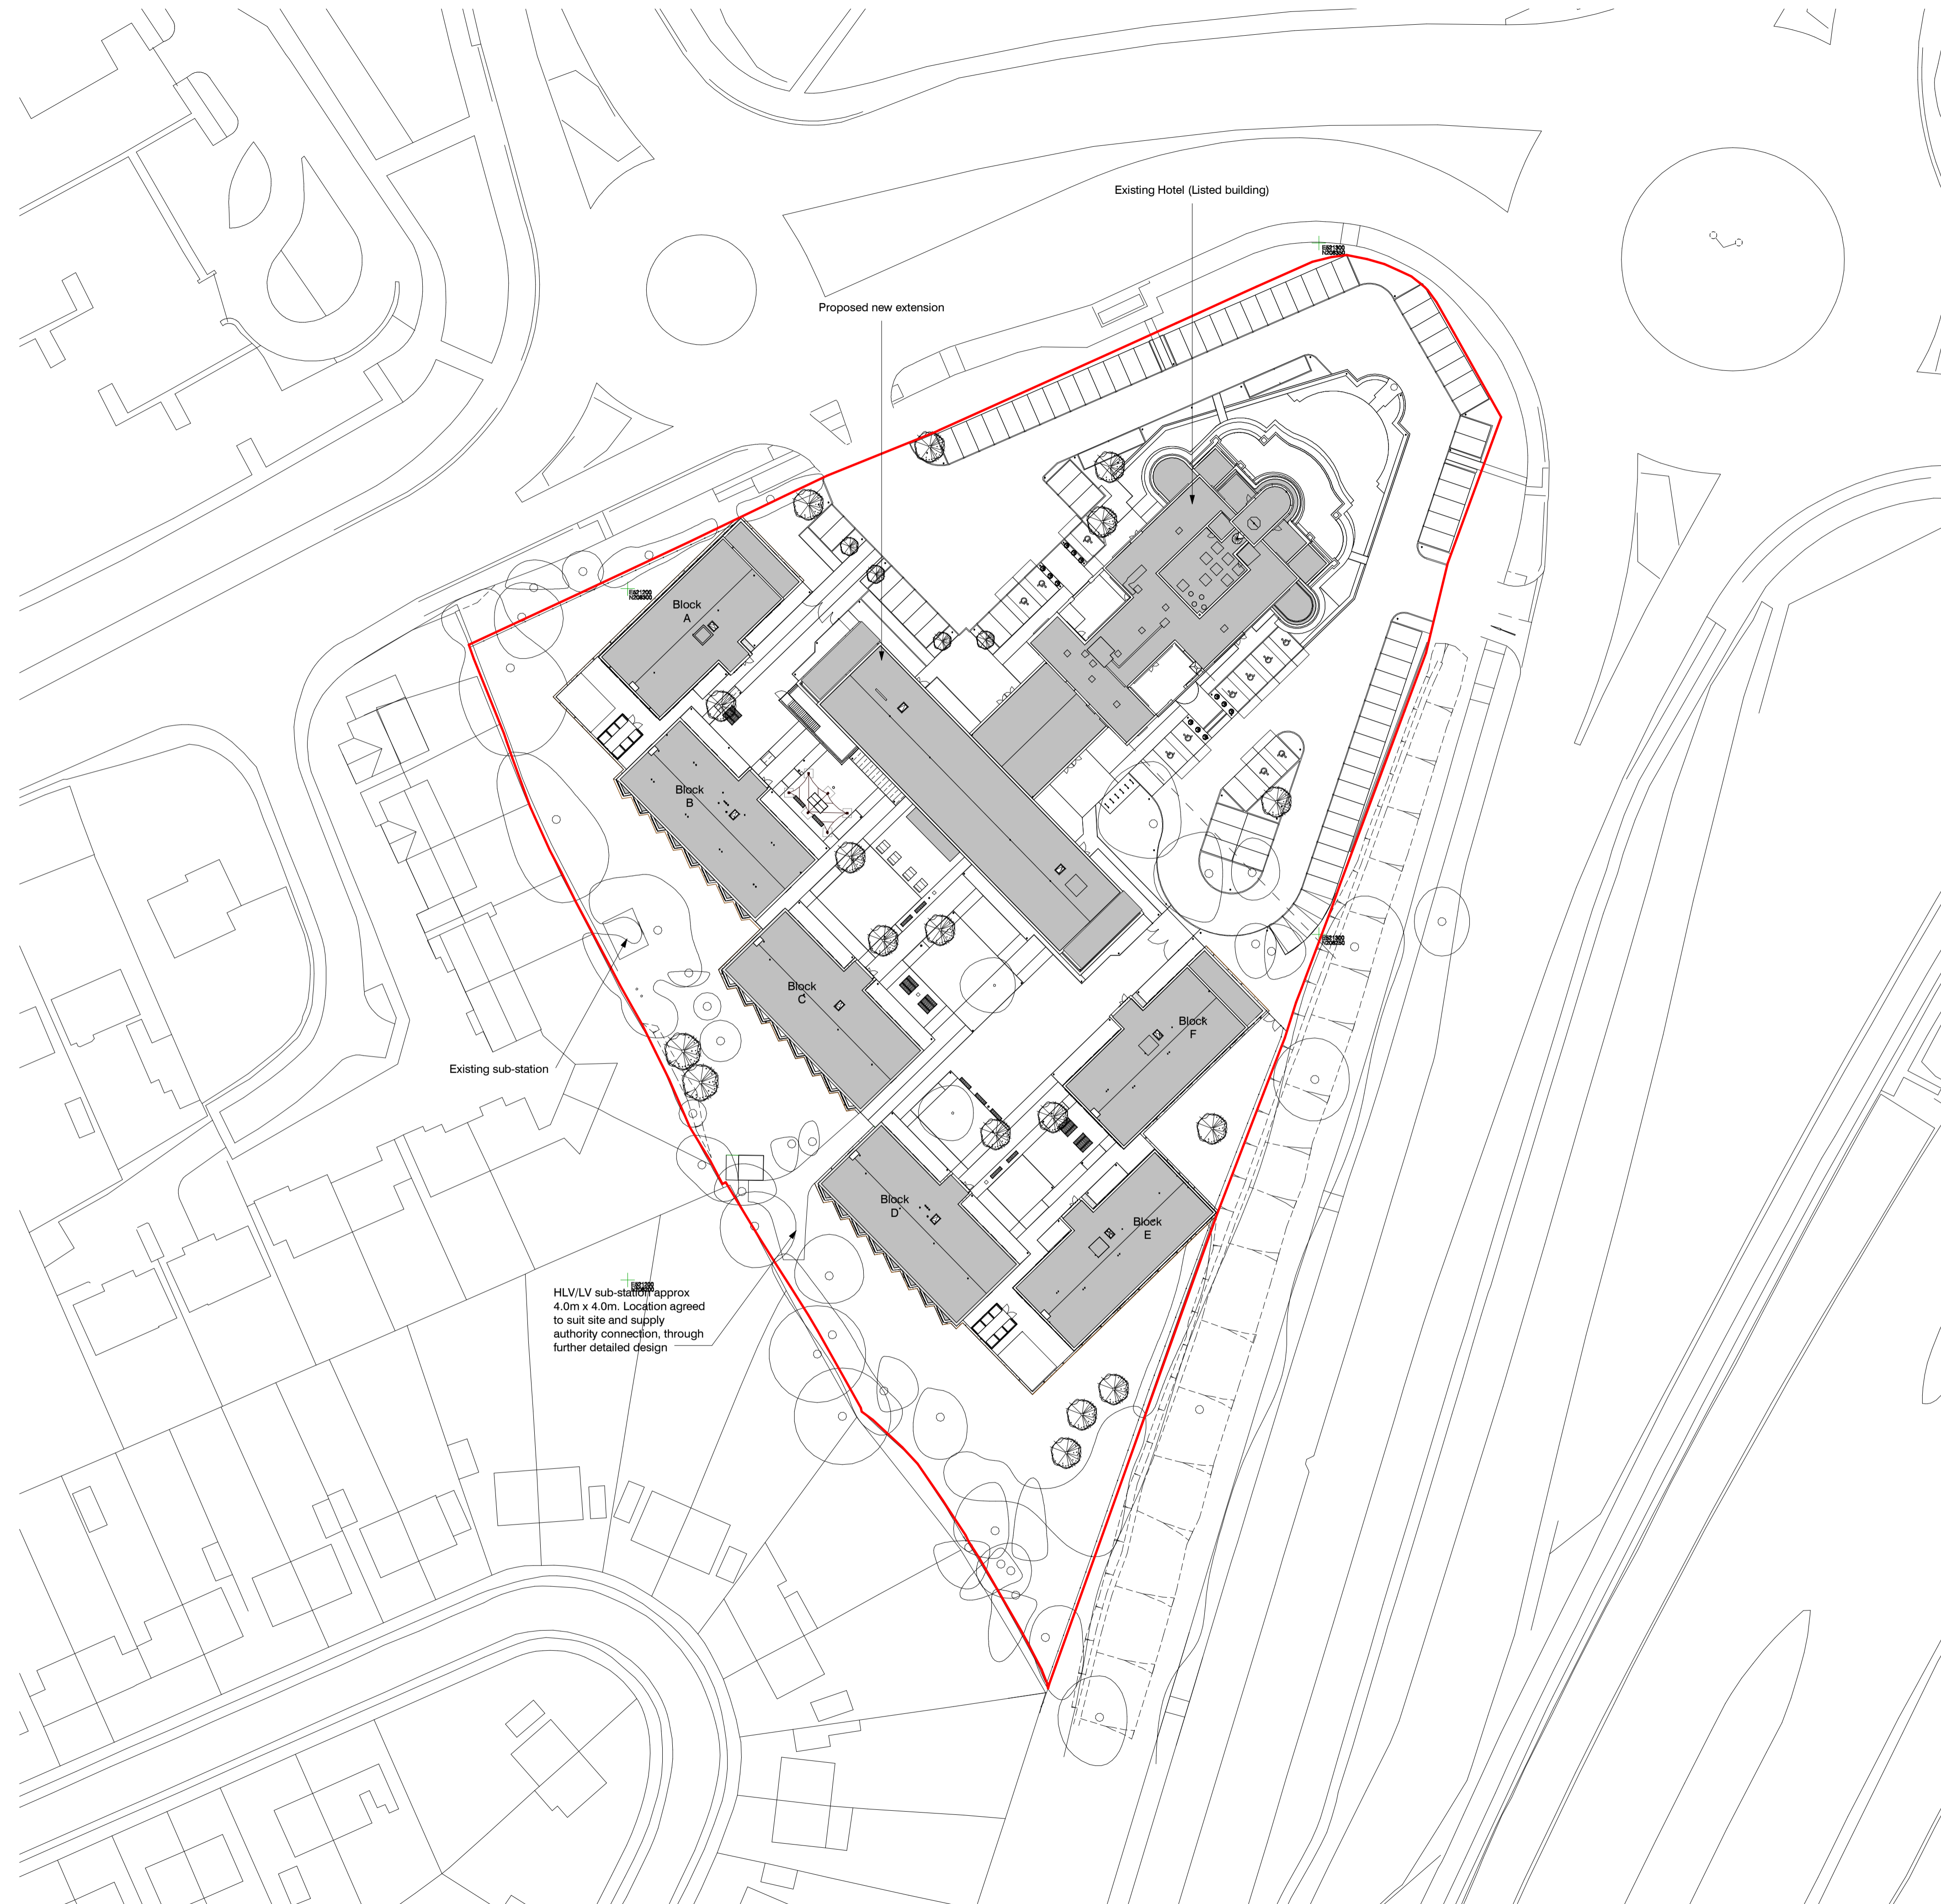 Existing Hotel (Listed building)
Proposed new extension
Block
A
Block
B
Block
C
Block
F
Existing sub-station
Block
D
Block
E
HLV/LV sub-station approx
4.0m x 4.0m. Location agreed
to suit site and supply
authority connection, through
further detailed design